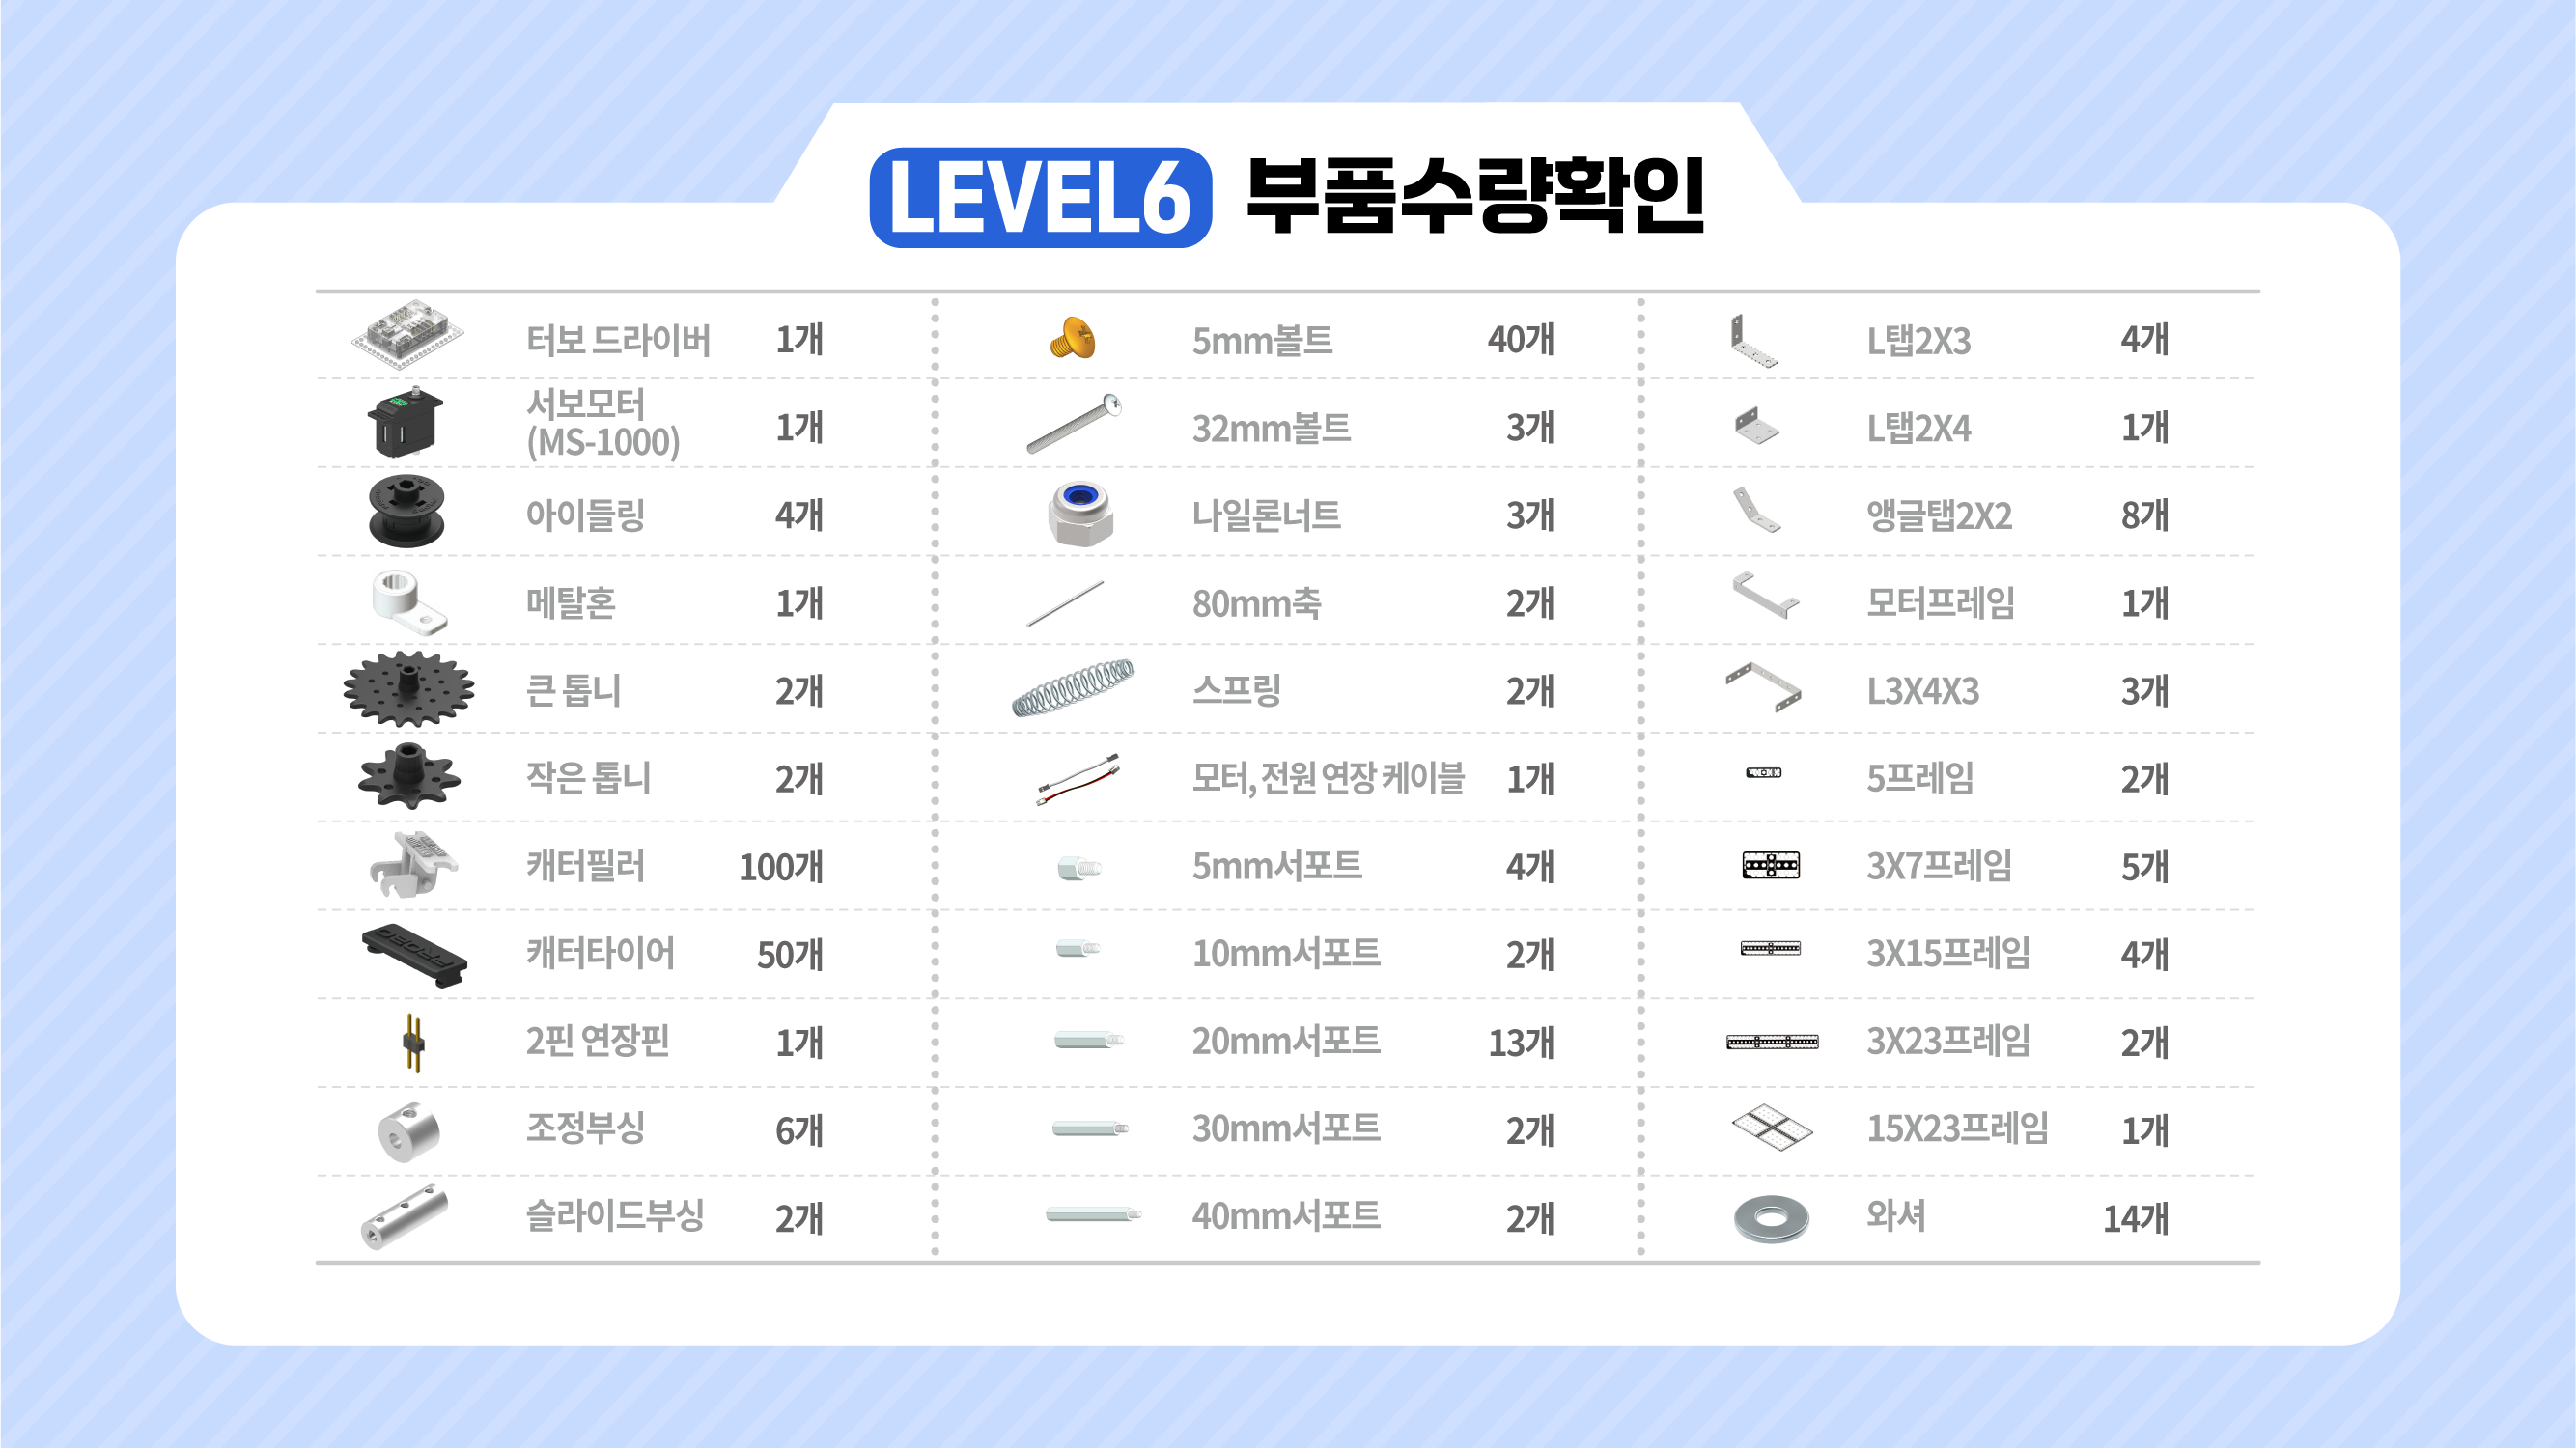 LEVEL6 부품수량확인
터보 드라이버 1개
서보모터
(MS-1000) 1개
아이들링 4개
메탈혼 1개
큰 톱니 2개
작은 톱니 2개
캐터필러 100개
캐터타이어 50개
2핀 연장핀 1개
조정부싱 6개
슬라이드부싱 2개
5mm볼트 40개
32mm볼트 3개
나일론너트 3개
80mm축 2개
스프링 2개
모터, 전원 연장 케이블 1개
5mm서포트 4개
10mm서포트 2개
20mm서포트 13개
30mm서포트 2개
40mm서포트 2개
L탭2X3 4개
L탭2X4 1개
앵글탭2X2 8개
모터프레임 1개
L3X4X3 3개
5프레임 2개
3X7프레임 5개
3X15프레임 4개
3X23프레임 2개
15X23프레임 1개
와셔 14개